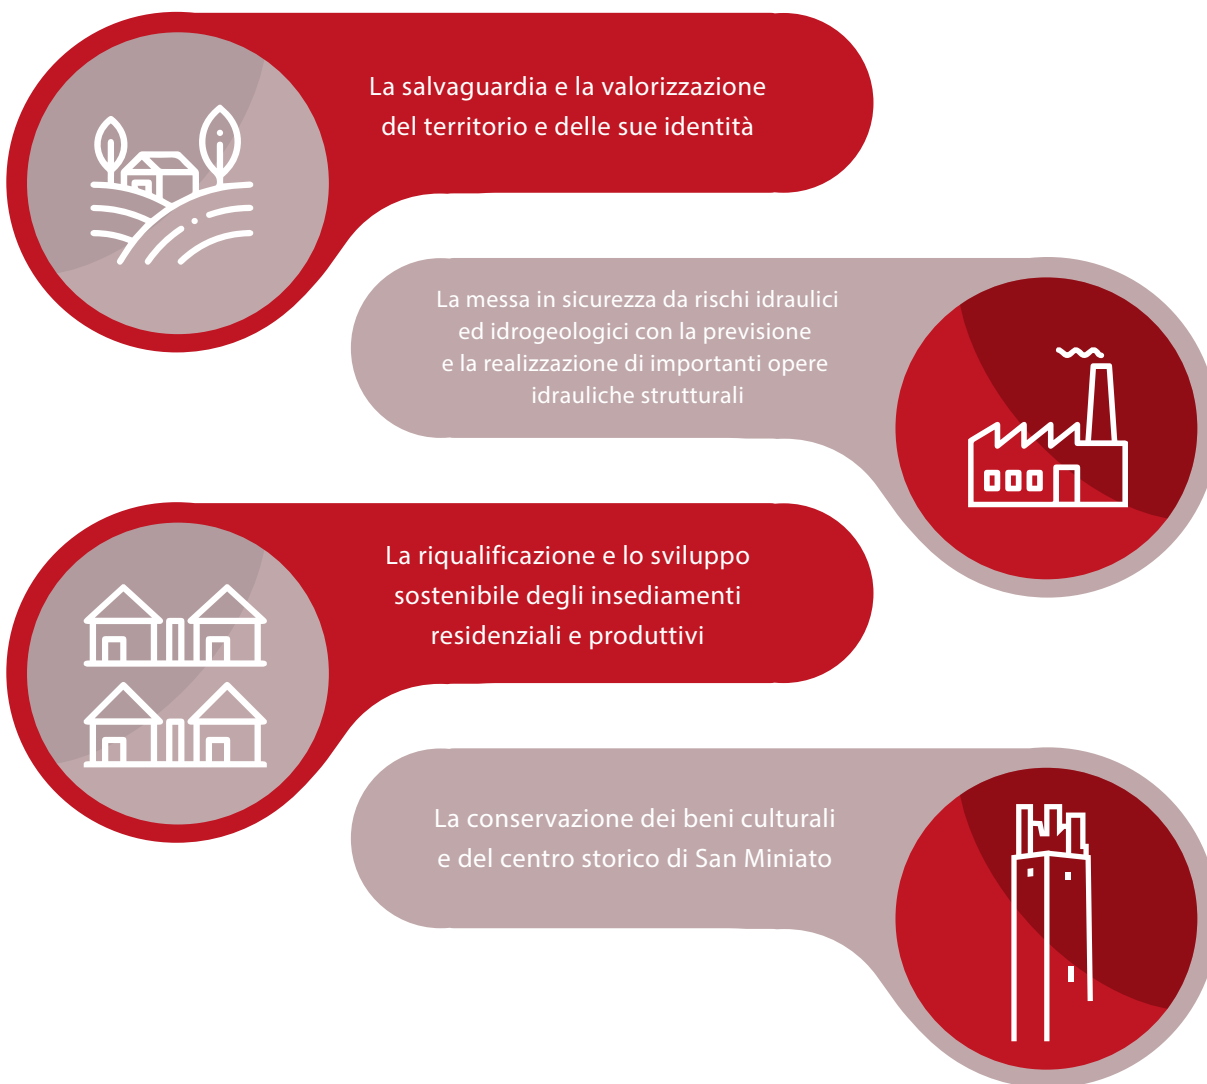 La salvaguardia e la valorizzazione
del territorio e delle sue identità
La messa in sicurezza da rischi idraulici
ed idrogeologici con la previsione
e la realizzazione di importanti opere
idrauliche strutturali
La riqualificazione e lo sviluppo
sostenibile degli insediamenti
residenziali e produttivi
La conservazione dei beni culturali
e del centro storico di San Miniato